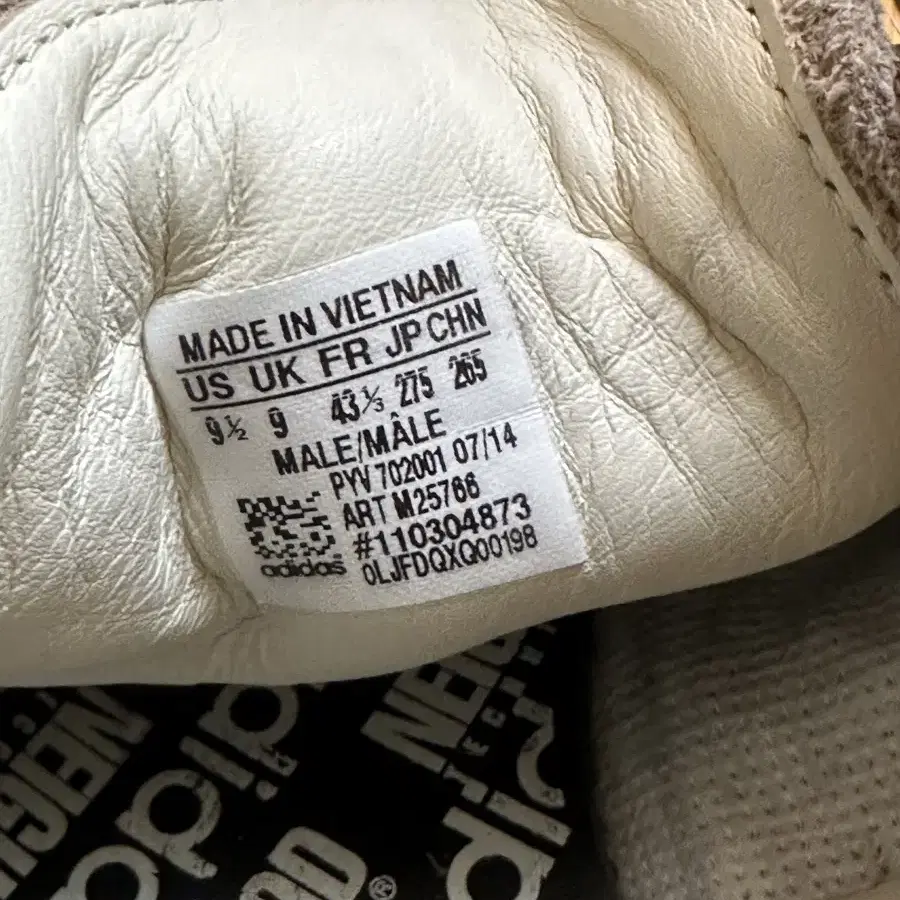 MADE IN VIETNAM
US UK FR JP CHN
9½ 9 43⅓ 275 265
MALE/MÂLE
PYV 702001 07/14
ART M25766
#110304873
adidas
0LJFDQXQ00198